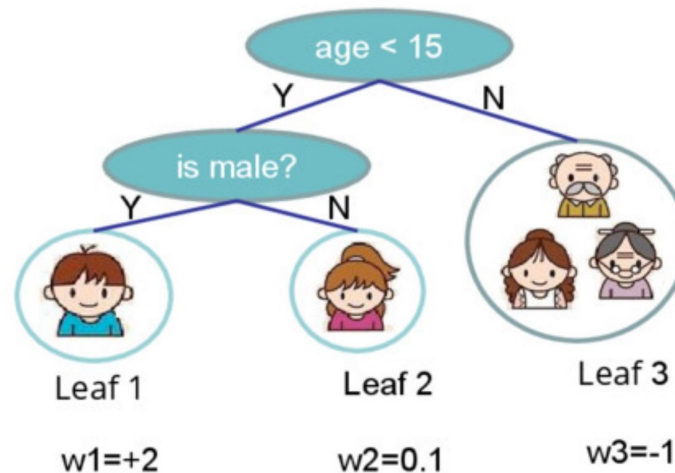 age < 15
Y
N
is male?
Y
N
Leaf 1
Leaf 2
Leaf 3
w1=+2
w2=0.1
w3=-1